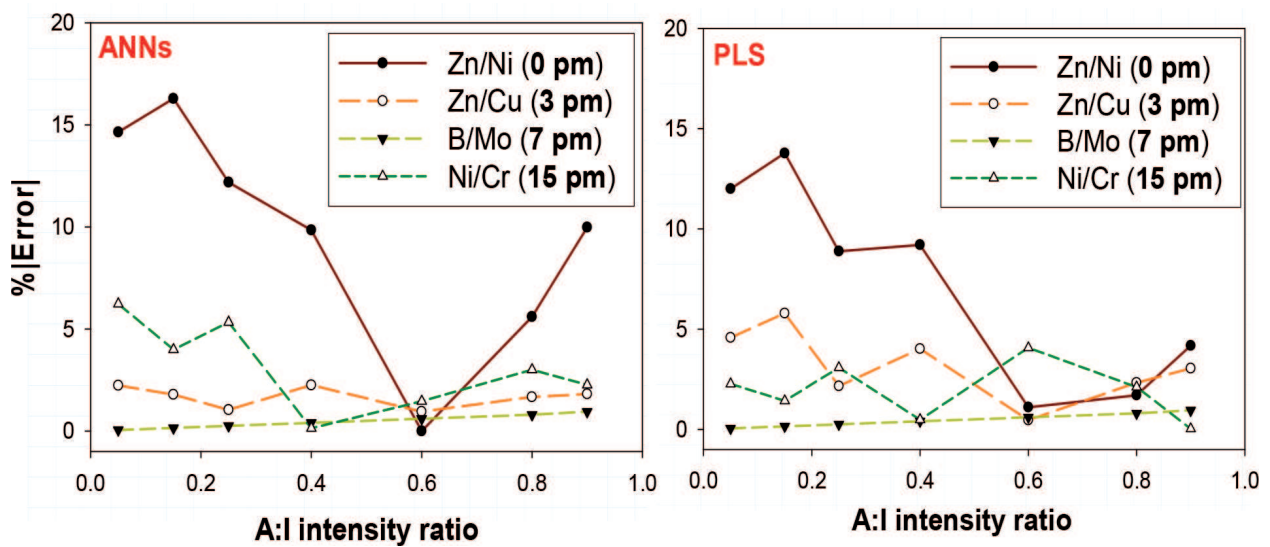 ANNs
Zn/Ni (0 pm)
Zn/Cu (3 pm)
B/Mo (7 pm)
Ni/Cr (15 pm)
%|Error|
20
15
10
5
0
0.0 0.2 0.4 0.6 0.8 1.0
A:I intensity ratio
PLS
Zn/Ni (0 pm)
Zn/Cu (3 pm)
B/Mo (7 pm)
Ni/Cr (15 pm)
20
15
10
5
0
0.0 0.2 0.4 0.6 0.8 1.0
A:I intensity ratio